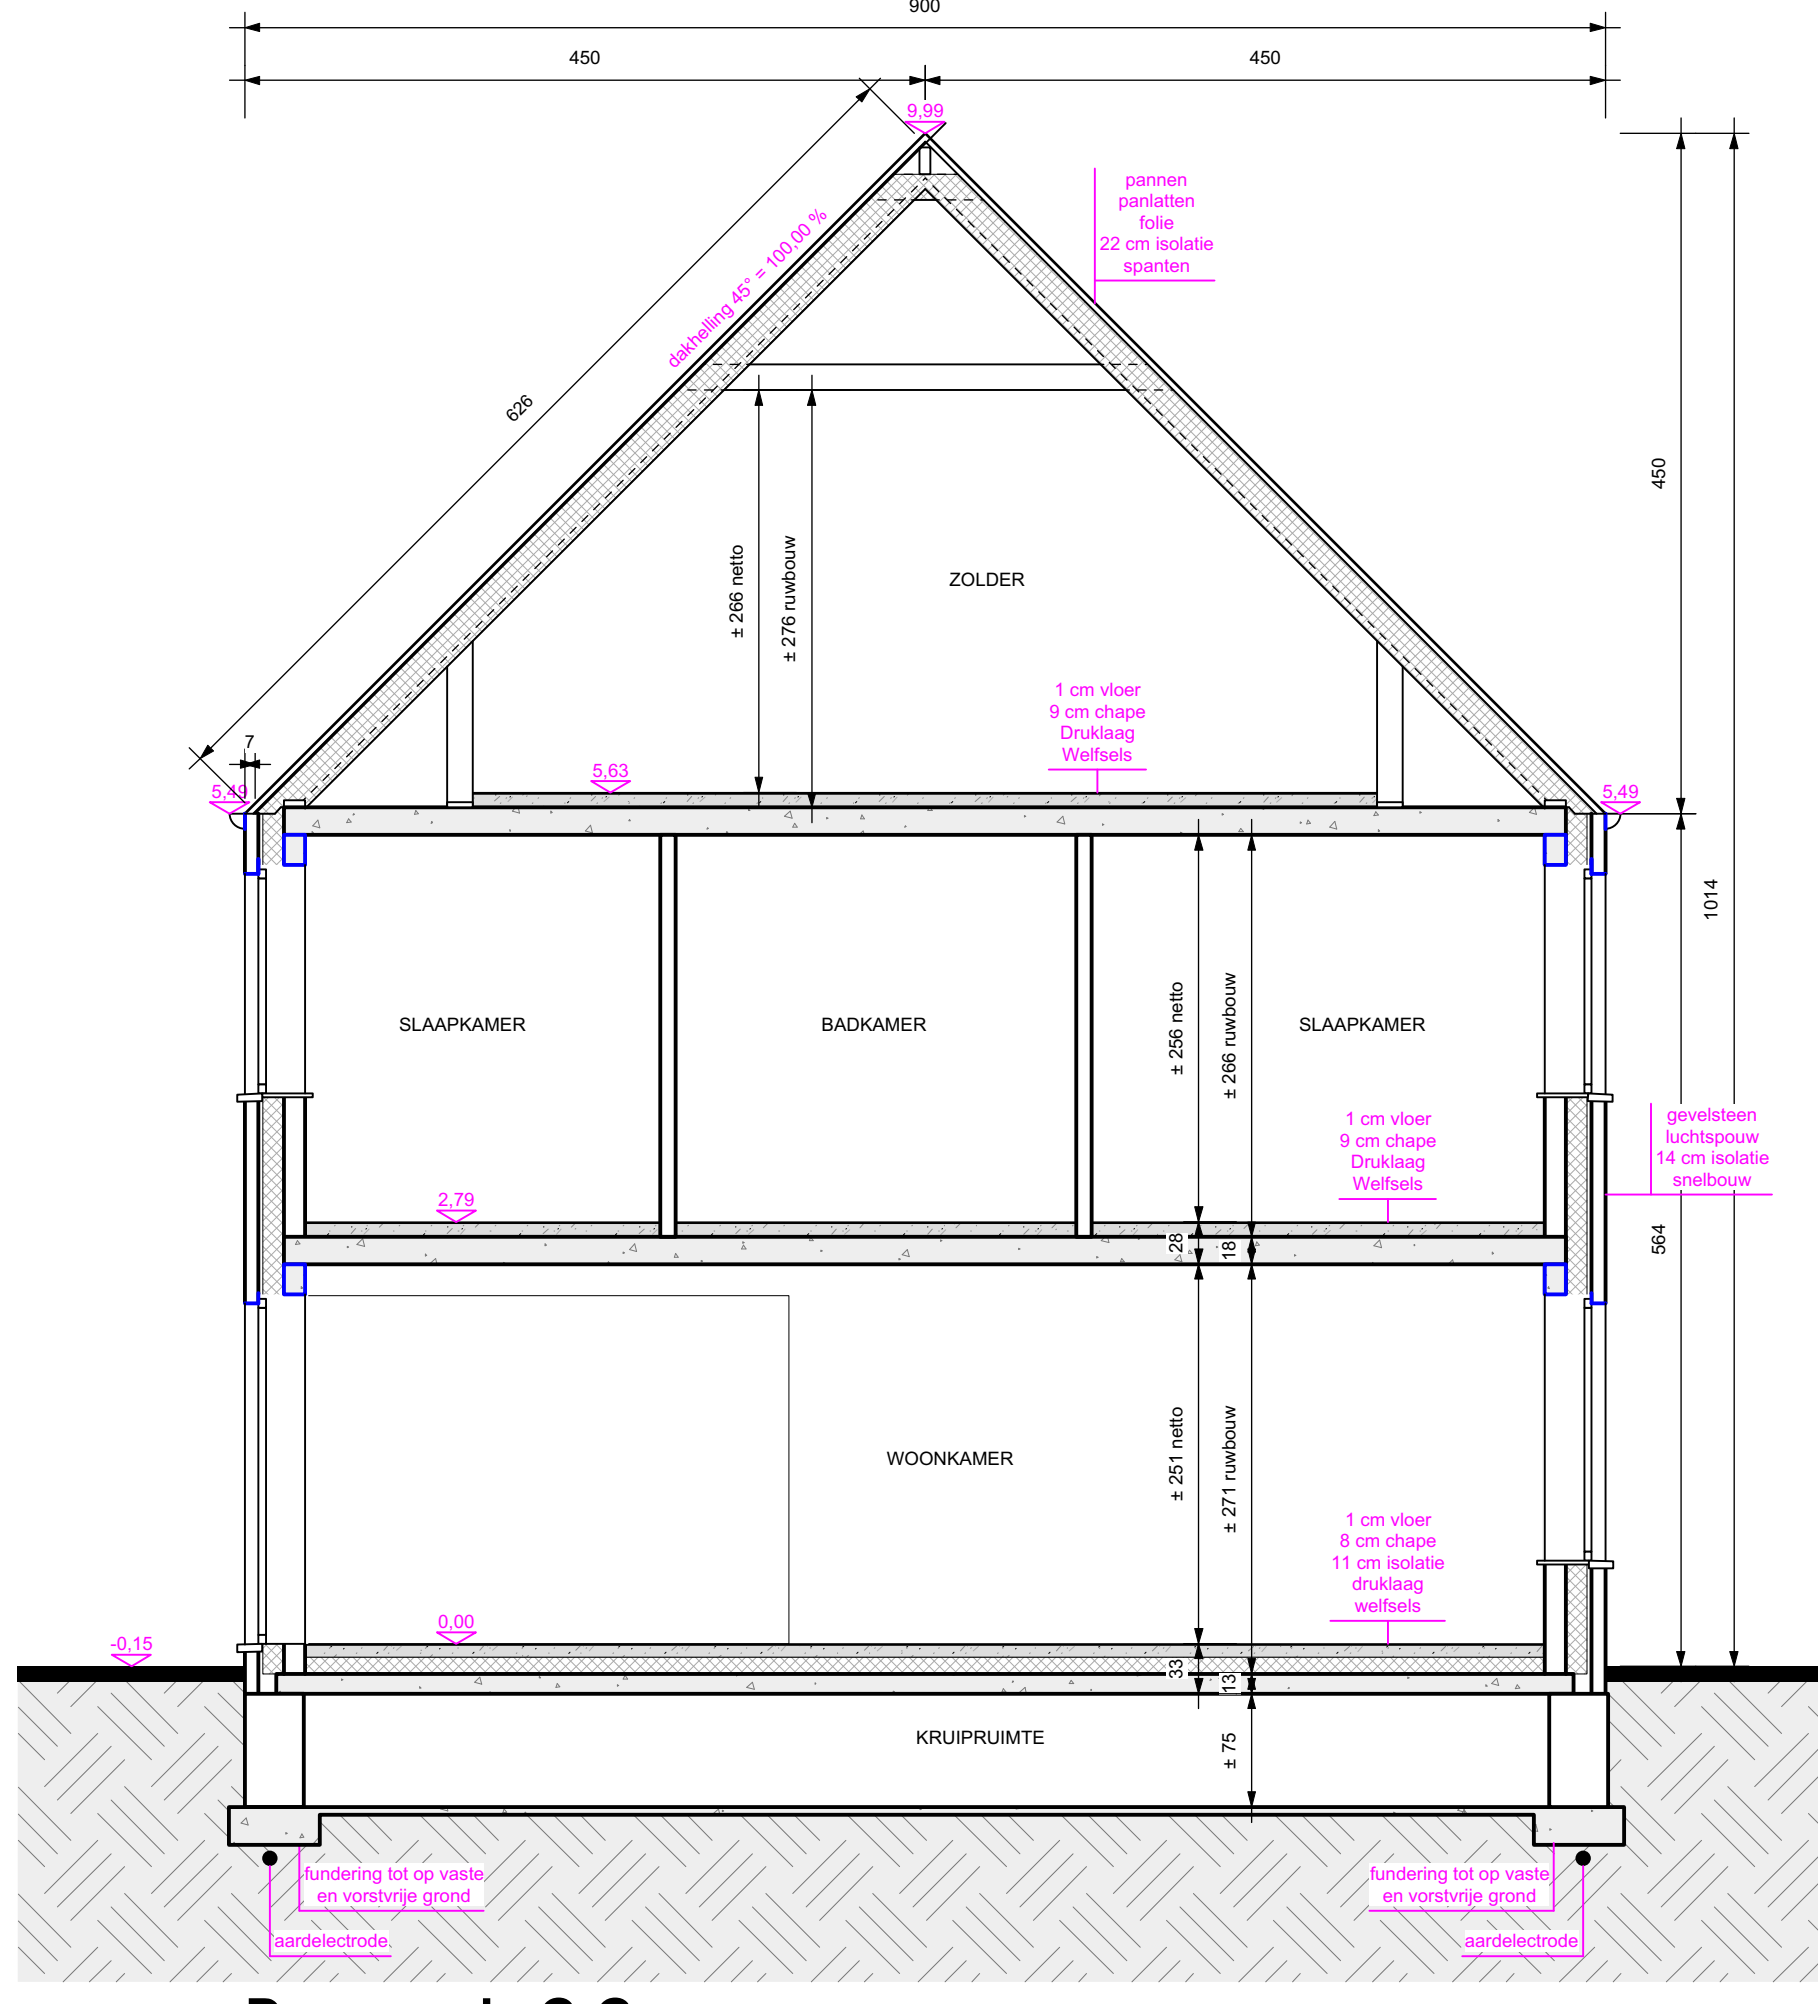 900
450
450
9,99
pannen
panlatten
folie
22 cm isolatie
spanten
dakhelling 45° = 100,00 %
626
450
± 266 netto
± 276 ruwbouw
ZOLDER
1 cm vloer
9 cm chape
Druklaag
Welfsels
7
5,63
5,49
5,49
1014
SLAAPKAMER
BADKAMER
SLAAPKAMER
± 256 netto
± 266 ruwbouw
1 cm vloer
9 cm chape
Druklaag
Welfsels
gevelsteen
luchtspouw
14 cm isolatie
snelbouw
2,79
28
18
564
WOONKAMER
± 251 netto
± 271 ruwbouw
1 cm vloer
8 cm chape
11 cm isolatie
druklaag
welfsels
0,00
-0,15
33
13
KRUIPRUIMTE
± 75
fundering tot op vaste
en vorstvrije grond
fundering tot op vaste
en vorstvrije grond
aardelectrode
aardelectrode